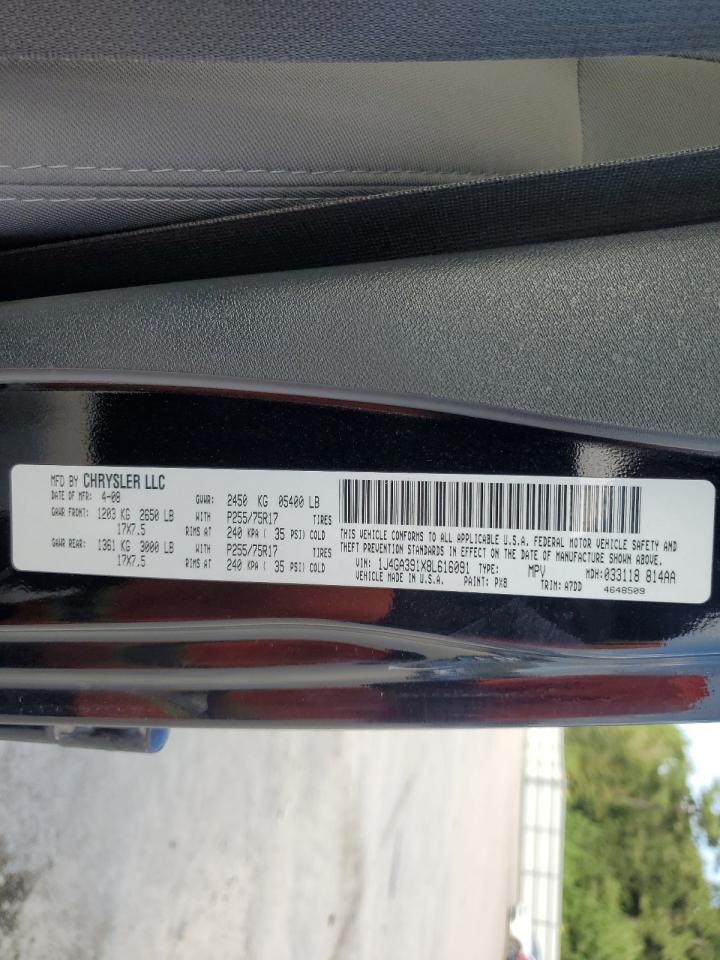 MFD BY CHRYSLER LLC
DATE OF MFR: 4-08 GVWR: 2450 KG 05400 LB
GAWR FRONT: 1203 KG 2650 LB WITH P255/75R17 TIRES
17X7.5 RIMS AT 240 KPA ( 35 PSI) COLD
GAWR REAR: 1361 KG 3000 LB WITH P255/75R17 TIRES
17X7.5 RIMS AT 240 KPA ( 35 PSI) COLD
THIS VEHICLE CONFORMS TO ALL APPLICABLE U.S.A. FEDERAL MOTOR VEHICLE SAFETY AND
THEFT PREVENTION STANDARDS IN EFFECT ON THE DATE OF MANUFACTURE SHOWN ABOVE.
VIN: 1J4GA391X8L616091 TYPE: MPV MDH:033118 814AA
VEHICLE MADE IN U.S.A. PAINT: PX8 TRIM: A7DD 4648509